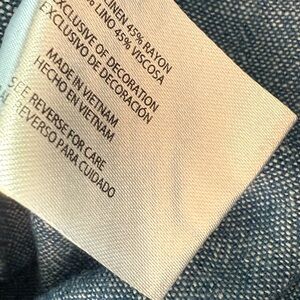 LINEN 45% RAYON
% LINO 45% VISCOSA
EXCLUSIVE OF DECORATION
EXCLUSIVO DE DECORACIÓN
MADE IN VIETNAM
HECHO EN VIETNAM
SEE REVERSE FOR CARE
REVERSO PARA CUIDADO